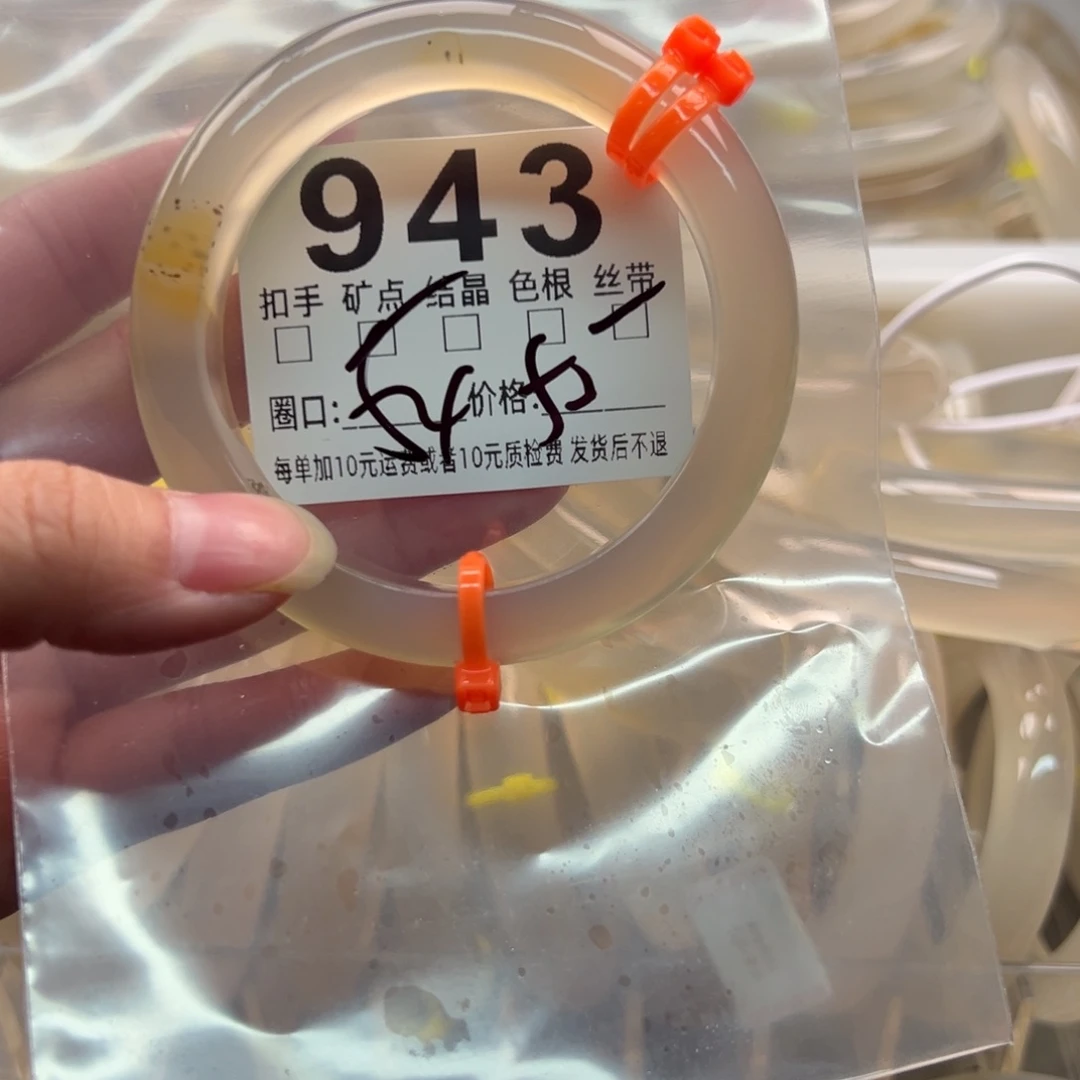 943
扣手 矿点 结晶 色根 丝带
圈口: 价格:
每单加10元运费或者10元质检费 发货后不退